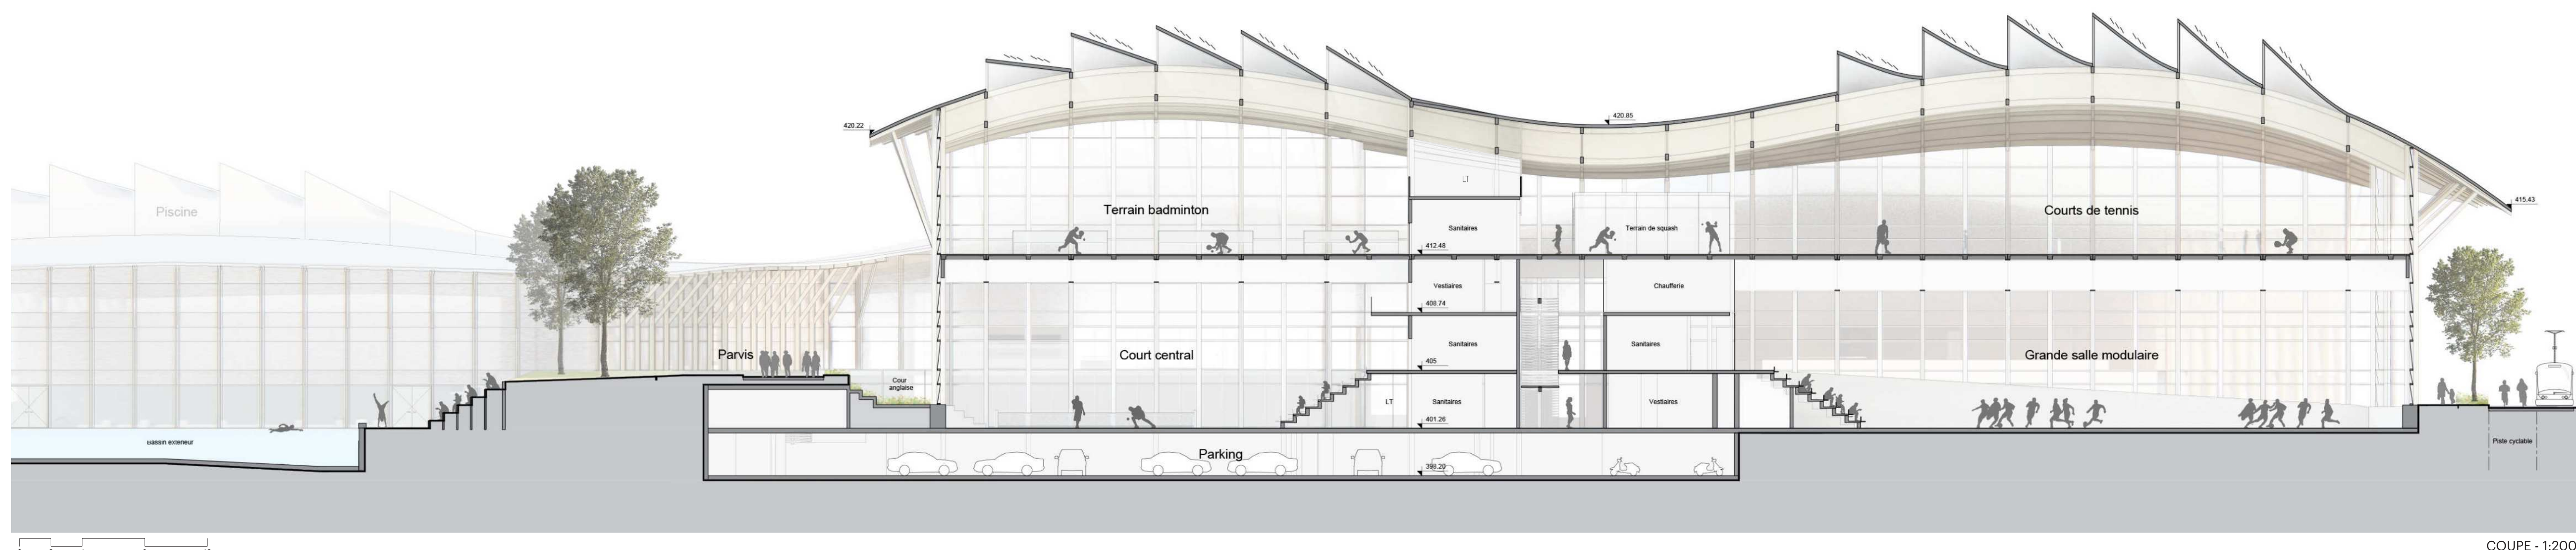 420.22
420.85
LT
Piscine
Terrain badminton
Courts de tennis
415.43
Sanitaires
Terrain de squash
412.48
Vestiaires
Chaufferie
408.74
Sanitaires
Sanitaires
Parvis
Court central
Grande salle modulaire
405
Cour
anglaise
LT
Sanitaires
Vestiaires
401.26
Bassin extérieur
Piste cyclable
Parking
398.20
COUPE - 1:200